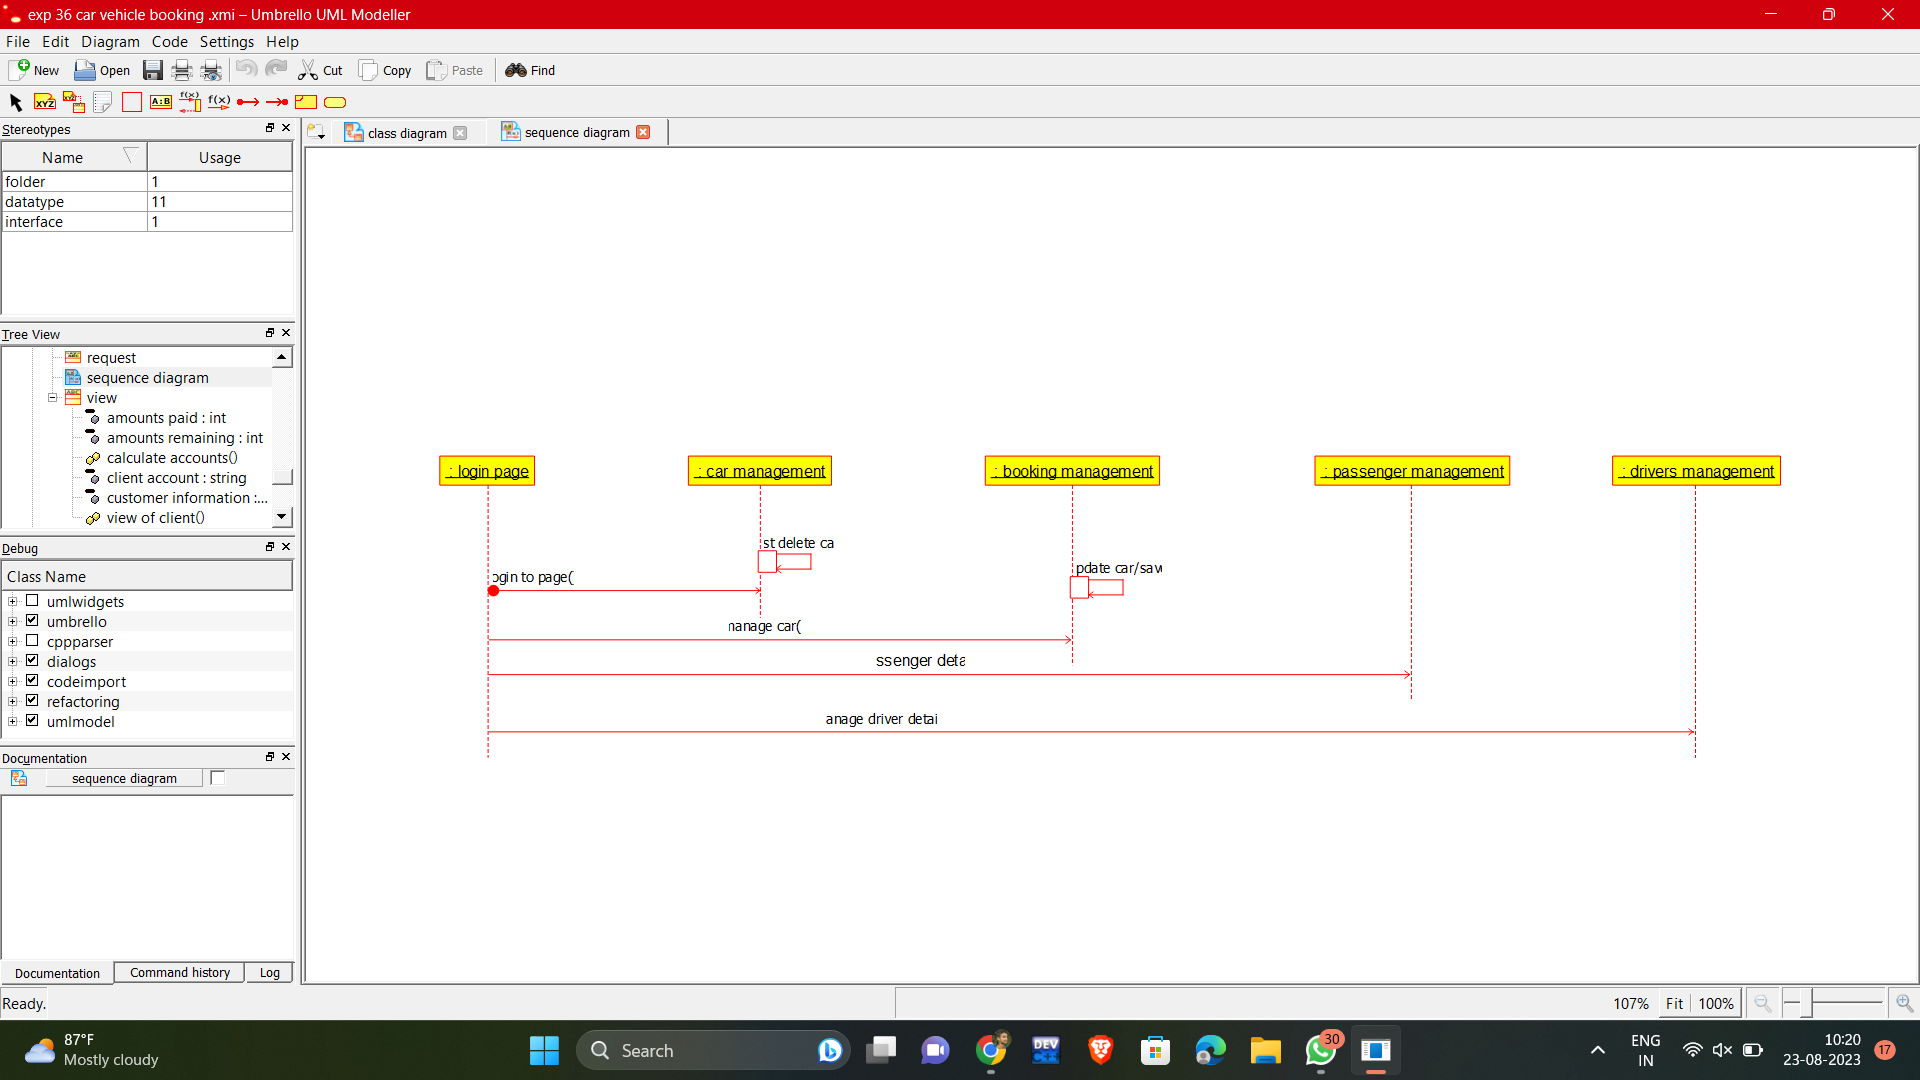 exp 36 car vehicle booking .xmi – Umbrello UML Modeller
File Edit Diagram Code Settings Help
New Open Cut Copy Paste Find
XYZ XYZ A:B f(x) f(x)
Stereotypes
class diagram sequence diagram
Name Usage
folder 1
datatype 11
interface 1
Tree View
request
sequence diagram
view
amounts paid : int
amounts remaining : int
calculate accounts()
client account : string
customer information :...
view of client()
: login page : car management : booking management : passenger management : drivers management
st delete ca
pdate car/sav
ogin to page(
nanage car(
ssenger deta
anage driver detai
Debug
Class Name
umlwidgets
umbrello
cppparser
dialogs
codeimport
refactoring
umlmodel
Documentation
sequence diagram
Documentation Command history Log
Ready.
107% Fit 100%
87°F
Mostly cloudy
Search
DEV
C++
30
ENG
IN
10:20
23-08-2023
17